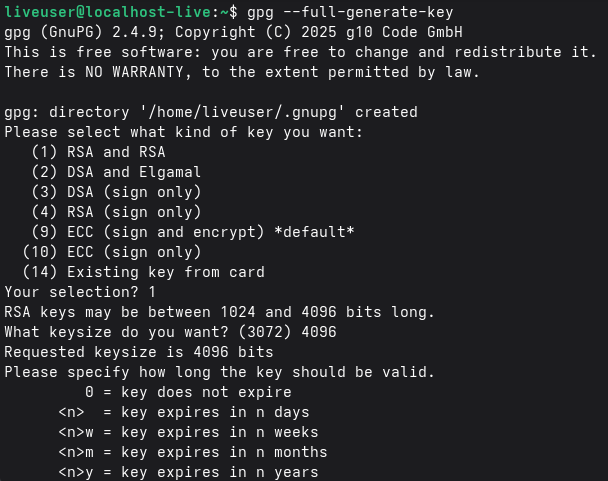 liveuser@localhost-live:~$ gpg --full-generate-key
gpg (GnuPG) 2.4.9; Copyright (C) 2025 g10 Code GmbH
This is free software: you are free to change and redistribute it.
There is NO WARRANTY, to the extent permitted by law.

gpg: directory '/home/liveuser/.gnupg' created
Please select what kind of key you want:
   (1) RSA and RSA
   (2) DSA and Elgamal
   (3) DSA (sign only)
   (4) RSA (sign only)
   (9) ECC (sign and encrypt) *default*
  (10) ECC (sign only)
  (14) Existing key from card
Your selection? 1
RSA keys may be between 1024 and 4096 bits long.
What keysize do you want? (3072) 4096
Requested keysize is 4096 bits
Please specify how long the key should be valid.
         0 = key does not expire
      <n>  = key expires in n days
      <n>w = key expires in n weeks
      <n>m = key expires in n months
      <n>y = key expires in n years